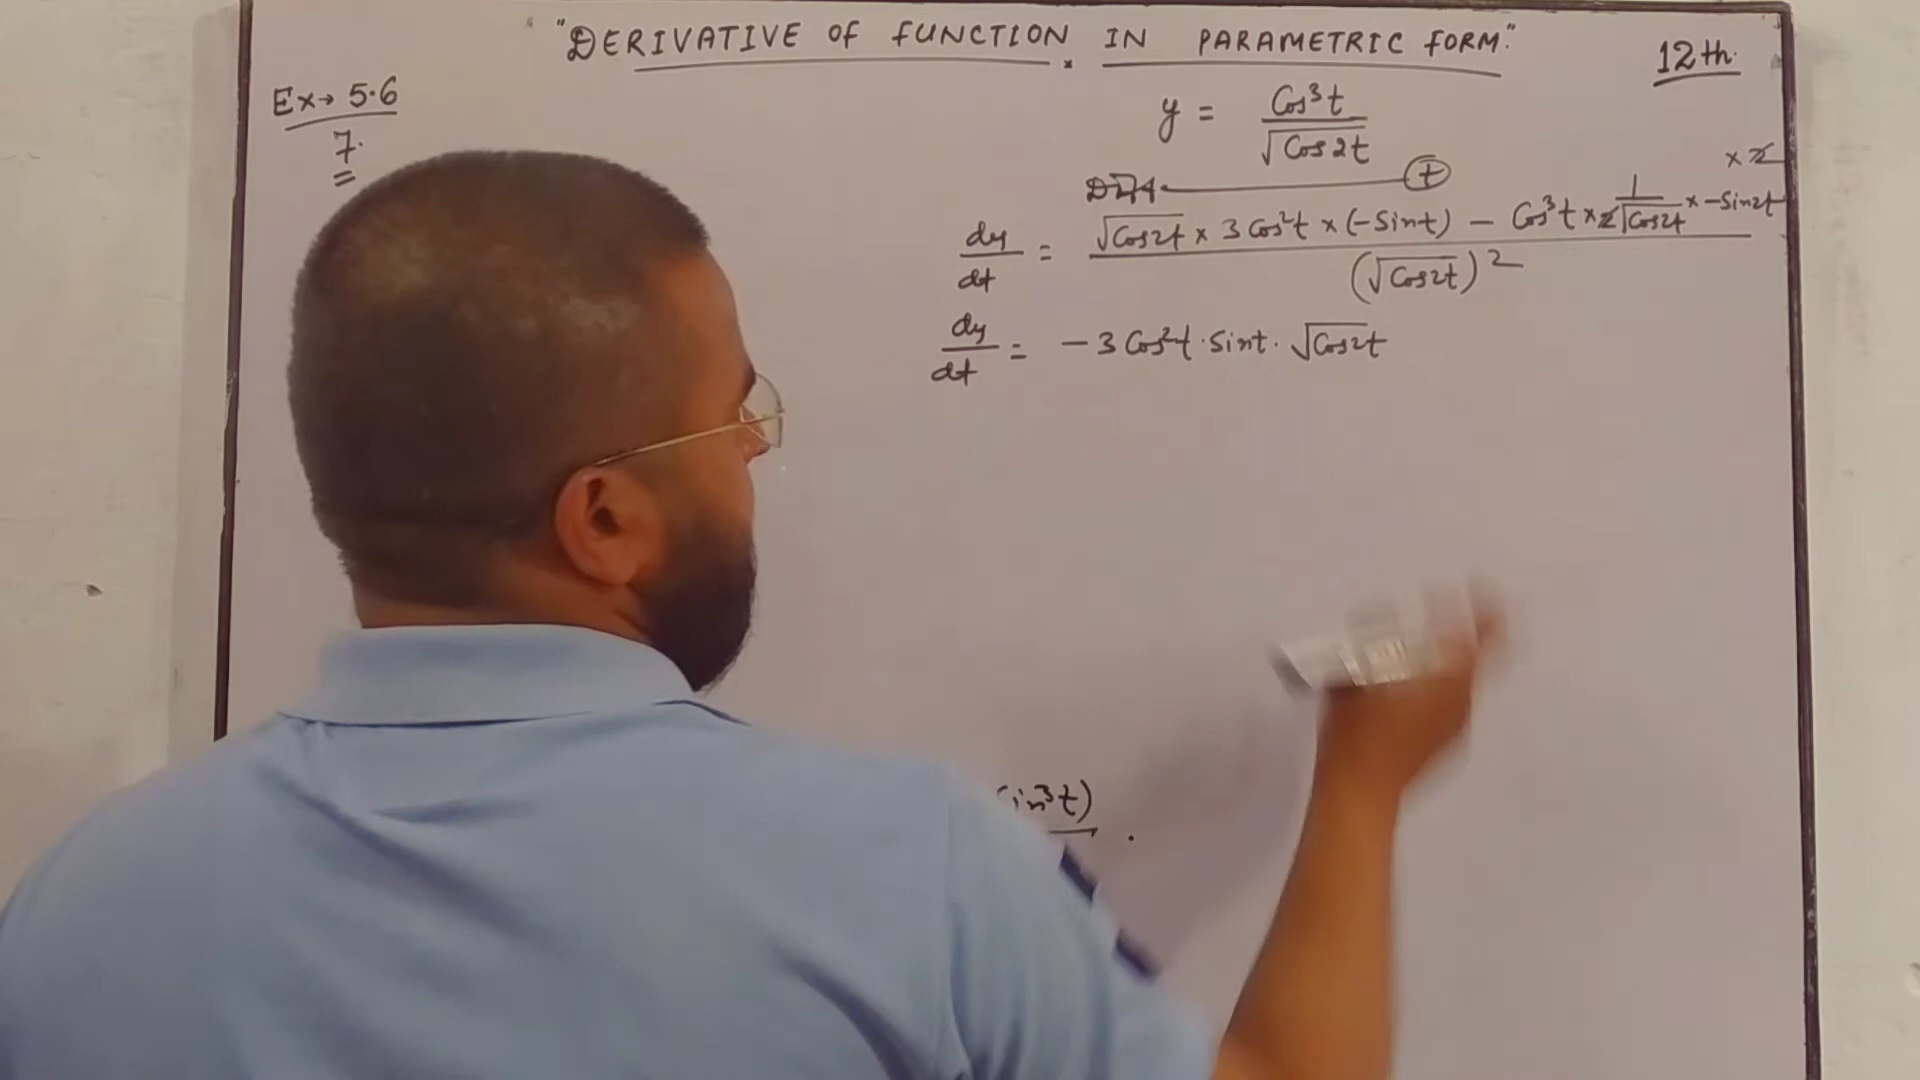 "DERIVATIVE OF FUNCTION IN PARAMETRIC FORM."
12th.
Ex→ 5.6
7.
y = Cos³t / √Cos2t
Diff t
dy/dt = √Cos2t × 3 Cos²t × (-Sint) - Cos³t × 1/2√Cos2t × -Sin2t × 2 / (√Cos2t)²
dy/dt = -3 Cos²t · Sint · √Cos2t
in³t) .